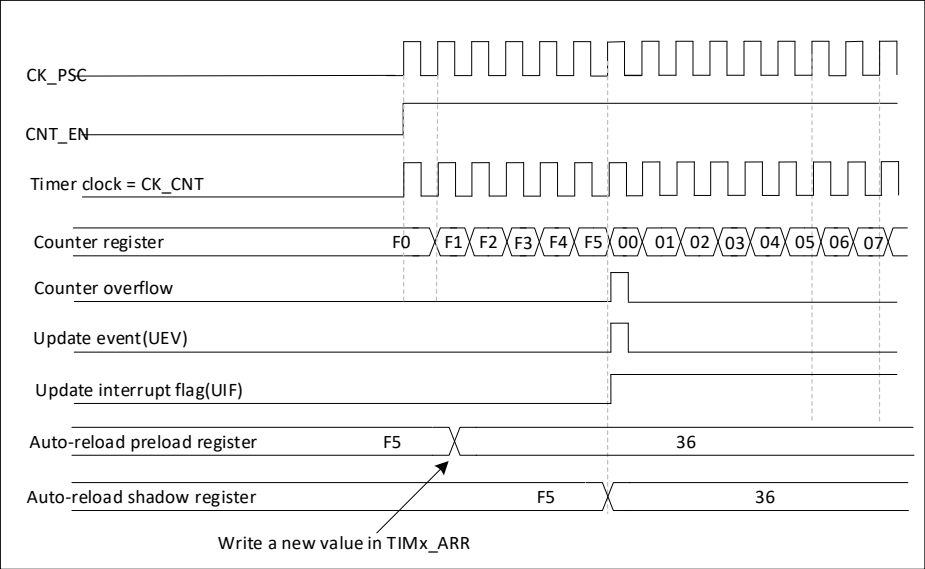 CK_PSC
CNT_EN
Timer clock = CK_CNT
Counter register F0 F1 F2 F3 F4 F5 00 01 02 03 04 05 06 07
Counter overflow
Update event(UEV)
Update interrupt flag(UIF)
Auto-reload preload register F5 36
Auto-reload shadow register F5 36
Write a new value in TIMx_ARR